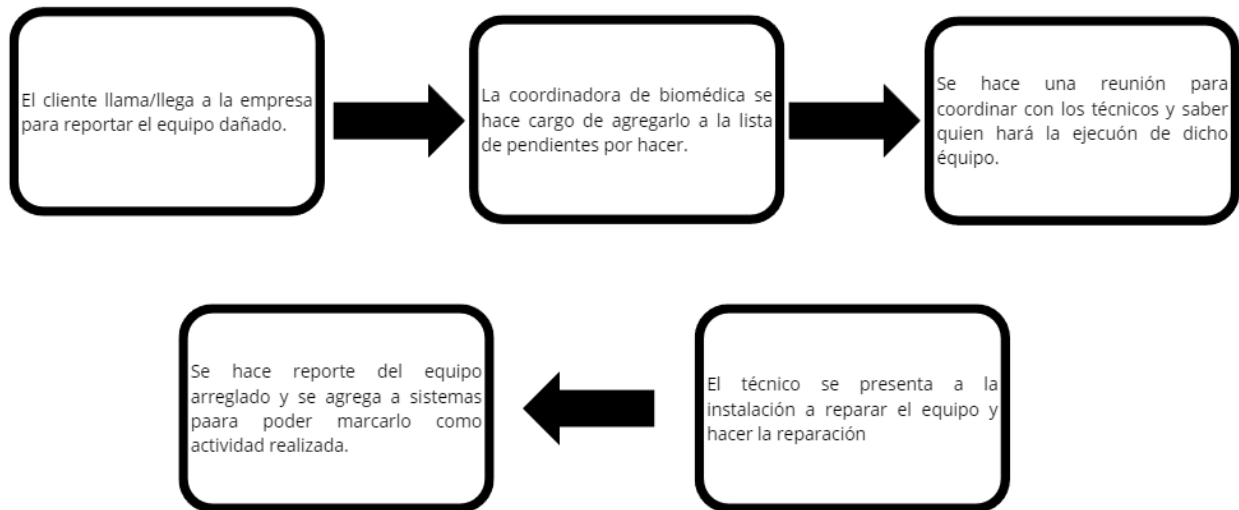 El cliente llama/llega a la empresa
para reportar el equipo dañado.
La coordinadora de biomédica se
hace cargo de agregarlo a la lista
de pendientes por hacer.
Se hace una reunión para
coordinar con los técnicos y saber
quien hará la ejecuón de dicho
équipo.
El técnico se presenta a la
instalación a reparar el equipo y
hacer la reparación
Se hace reporte del equipo
arreglado y se agrega a sistemas
paara poder marcarlo como
actividad realizada.